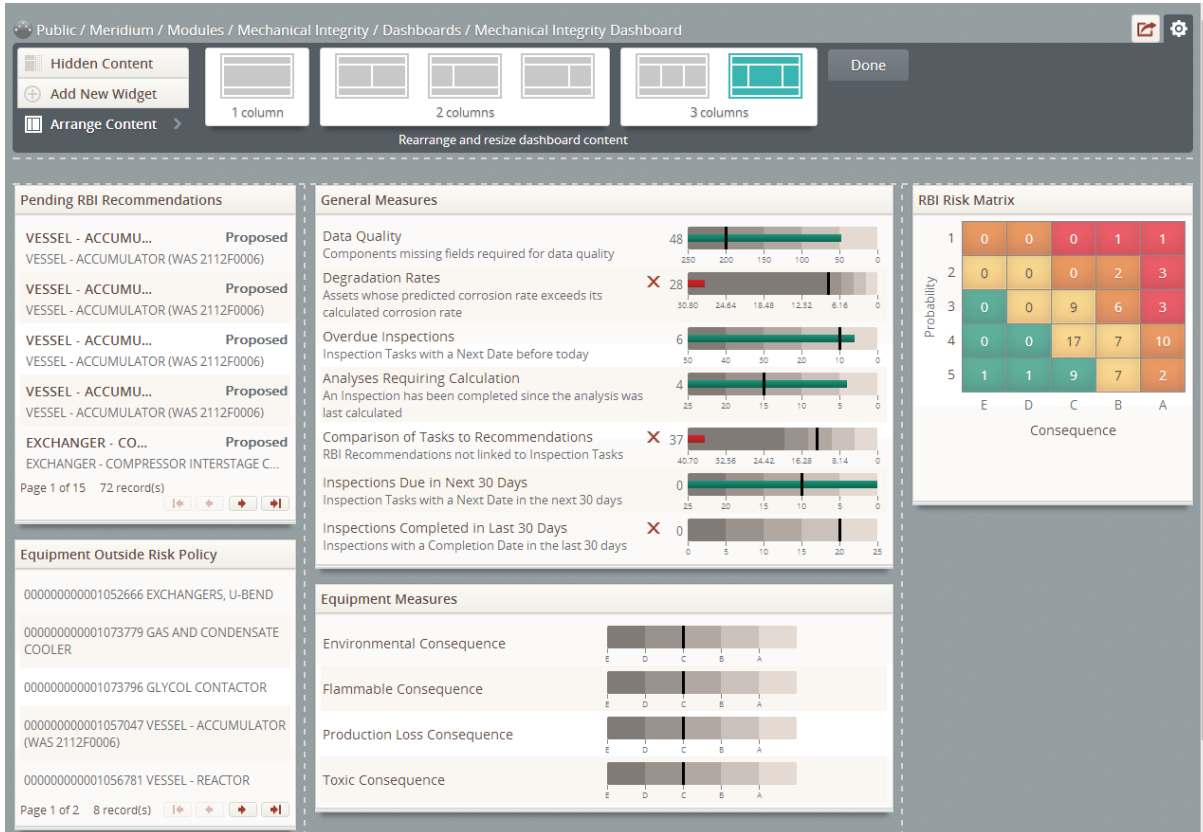 Public / Meridium / Modules / Mechanical Integrity / Dashboards / Mechanical Integrity Dashboard
Hidden Content
Add New Widget
Arrange Content
1 column
2 columns
3 columns
Done
Rearrange and resize dashboard content
Pending RBI Recommendations
VESSEL - ACCUMU... Proposed
VESSEL - ACCUMULATOR (WAS 2112F0006)
VESSEL - ACCUMU... Proposed
VESSEL - ACCUMULATOR (WAS 2112F0006)
VESSEL - ACCUMU... Proposed
VESSEL - ACCUMULATOR (WAS 2112F0006)
VESSEL - ACCUMU... Proposed
VESSEL - ACCUMULATOR (WAS 2112F0006)
EXCHANGER - CO... Proposed
EXCHANGER - COMPRESSOR INTERSTAGE C...
Page 1 of 15 72 record(s)
Equipment Outside Risk Policy
000000000001052666 EXCHANGERS, U-BEND
000000000001073779 GAS AND CONDENSATE
COOLER
000000000001073796 GLYCOL CONTACTOR
000000000001057047 VESSEL - ACCUMULATOR
(WAS 2112F0006)
000000000001056781 VESSEL - REACTOR
Page 1 of 2 8 record(s)
General Measures
Data Quality
Components missing fields required for data quality
48
250 200 150 100 50 0
Degradation Rates
Assets whose predicted corrosion rate exceeds its
calculated corrosion rate
28
30.80 24.64 18.48 12.32 6.16 0
Overdue Inspections
Inspection Tasks with a Next Date before today
6
50 40 30 20 10 0
Analyses Requiring Calculation
An Inspection has been completed since the analysis was
last calculated
4
25 20 15 10 5 0
Comparison of Tasks to Recommendations
RBI Recommendations not linked to Inspection Tasks
37
40.70 32.56 24.42 16.28 8.14 0
Inspections Due in Next 30 Days
Inspection Tasks with a Next Date in the next 30 days
0
25 20 15 10 5 0
Inspections Completed in Last 30 Days
Inspections with a Completion Date in the last 30 days
0
0 5 10 15 20 25
Equipment Measures
Environmental Consequence
E D C B A
Flammable Consequence
E D C B A
Production Loss Consequence
E D C B A
Toxic Consequence
E D C B A
RBI Risk Matrix
Probability
1 0 0 0 1 1
2 0 0 0 2 3
3 0 0 9 6 3
4 0 0 17 7 10
5 1 1 9 7 2
E D C B A
Consequence